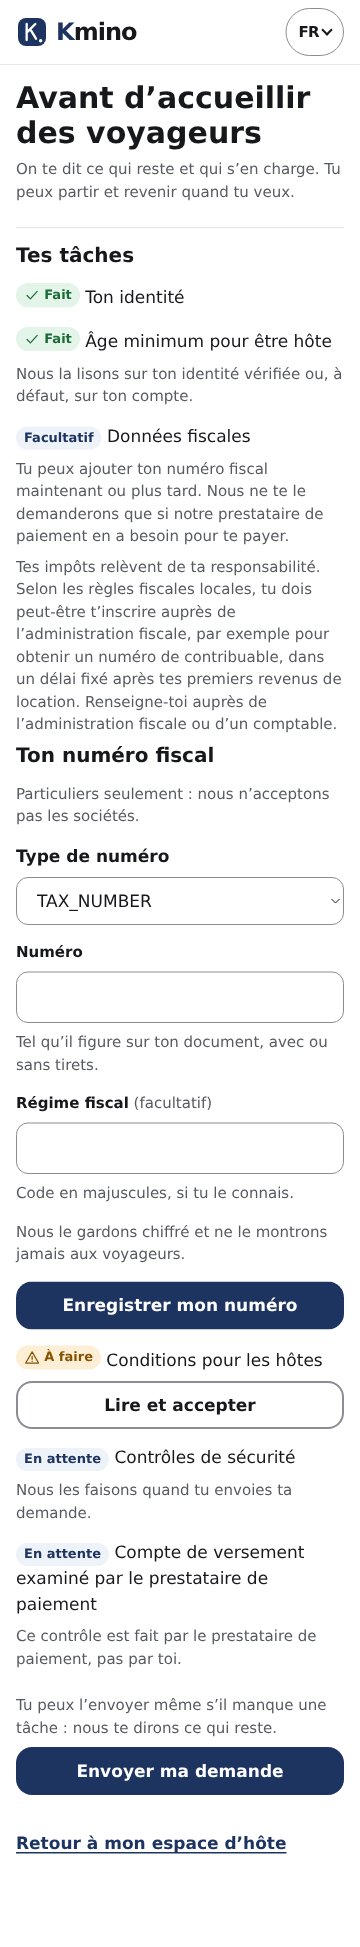 K. Kmino
FR
Avant d’accueillir
des voyageurs
On te dit ce qui reste et qui s’en charge. Tu
peux partir et revenir quand tu veux.
Tes tâches
Fait Ton identité
Fait Âge minimum pour être hôte
Nous la lisons sur ton identité vérifiée ou, à
défaut, sur ton compte.
Facultatif Données fiscales
Tu peux ajouter ton numéro fiscal
maintenant ou plus tard. Nous ne te le
demanderons que si notre prestataire de
paiement en a besoin pour te payer.
Tes impôts relèvent de ta responsabilité.
Selon les règles fiscales locales, tu dois
peut-être t’inscrire auprès de
l’administration fiscale, par exemple pour
obtenir un numéro de contribuable, dans
un délai fixé après tes premiers revenus de
location. Renseigne-toi auprès de
l’administration fiscale ou d’un comptable.
Ton numéro fiscal
Particuliers seulement : nous n’acceptons
pas les sociétés.
Type de numéro
TAX_NUMBER
Numéro
Tel qu’il figure sur ton document, avec ou
sans tirets.
Régime fiscal (facultatif)
Code en majuscules, si tu le connais.
Nous le gardons chiffré et ne le montrons
jamais aux voyageurs.
Enregistrer mon numéro
À faire Conditions pour les hôtes
Lire et accepter
En attente Contrôles de sécurité
Nous les faisons quand tu envoies ta
demande.
En attente Compte de versement
examiné par le prestataire de
paiement
Ce contrôle est fait par le prestataire de
paiement, pas par toi.
Tu peux l’envoyer même s’il manque une
tâche : nous te dirons ce qui reste.
Envoyer ma demande
Retour à mon espace d’hôte